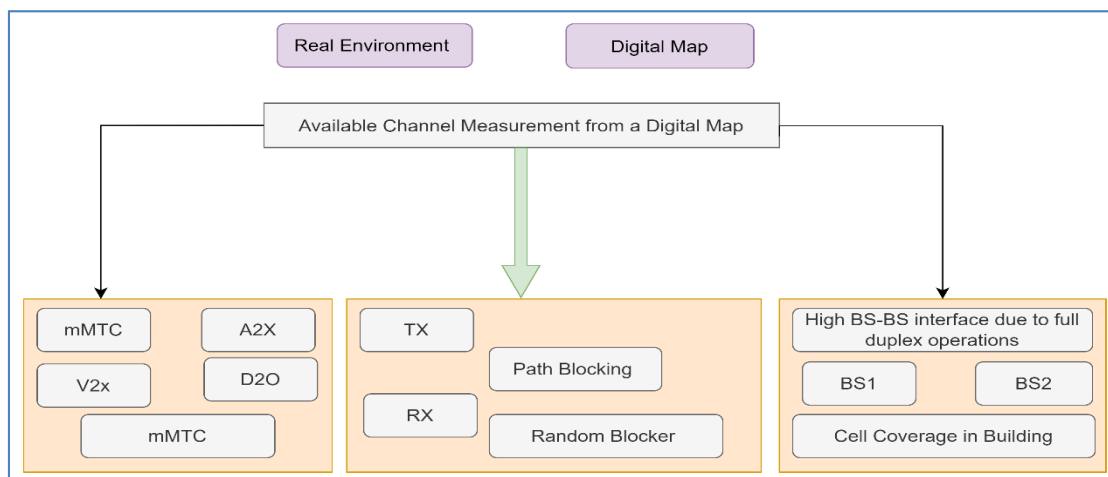 Real Environment
Digital Map
Available Channel Measurement from a Digital Map
mMTC
A2X
V2x
D2O
mMTC
TX
Path Blocking
RX
Random Blocker
High BS-BS interface due to full
duplex operations
BS1
BS2
Cell Coverage in Building